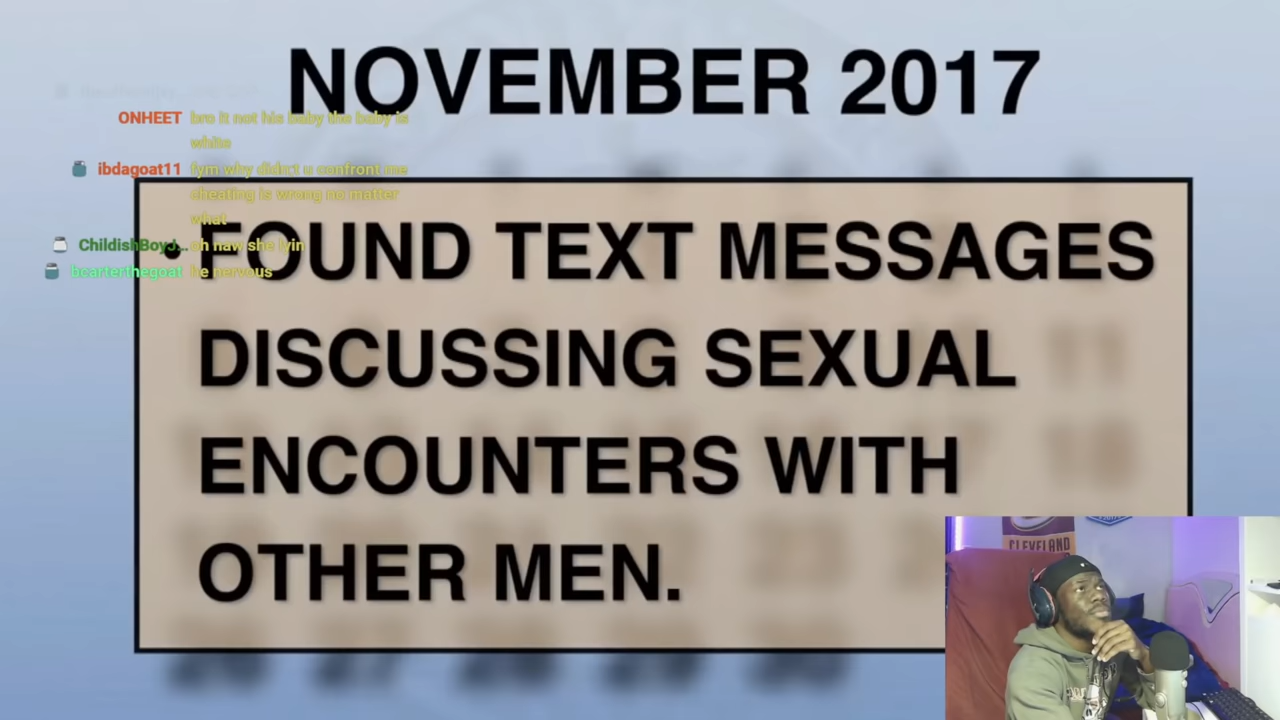 NOVEMBER 2017
ONHEET bro it not his baby the baby is
white
ibdagoat11 fym why didn;t u confront me
cheating is wrong no matter
what
ChildishBoyJ... oh naw she lyin
bcarterthegoat he nervous
• FOUND TEXT MESSAGES
DISCUSSING SEXUAL
ENCOUNTERS WITH
OTHER MEN.
CLEVELAND